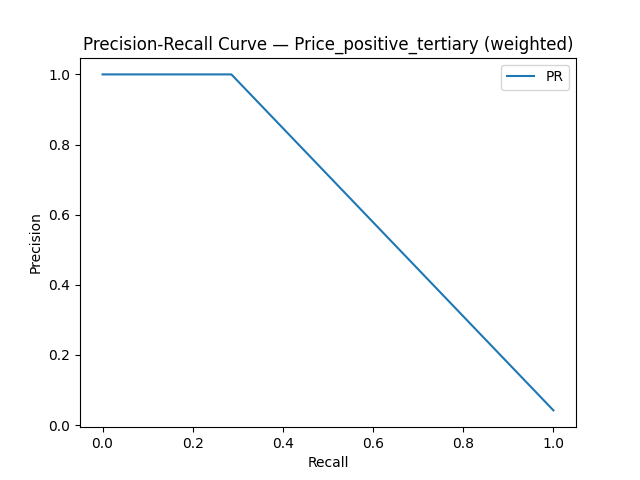 Precision-Recall Curve — Price_positive_tertiary (weighted)
PR
1.0
0.8
0.6
0.4
0.2
0.0
Precision
0.0 0.2 0.4 0.6 0.8 1.0
Recall